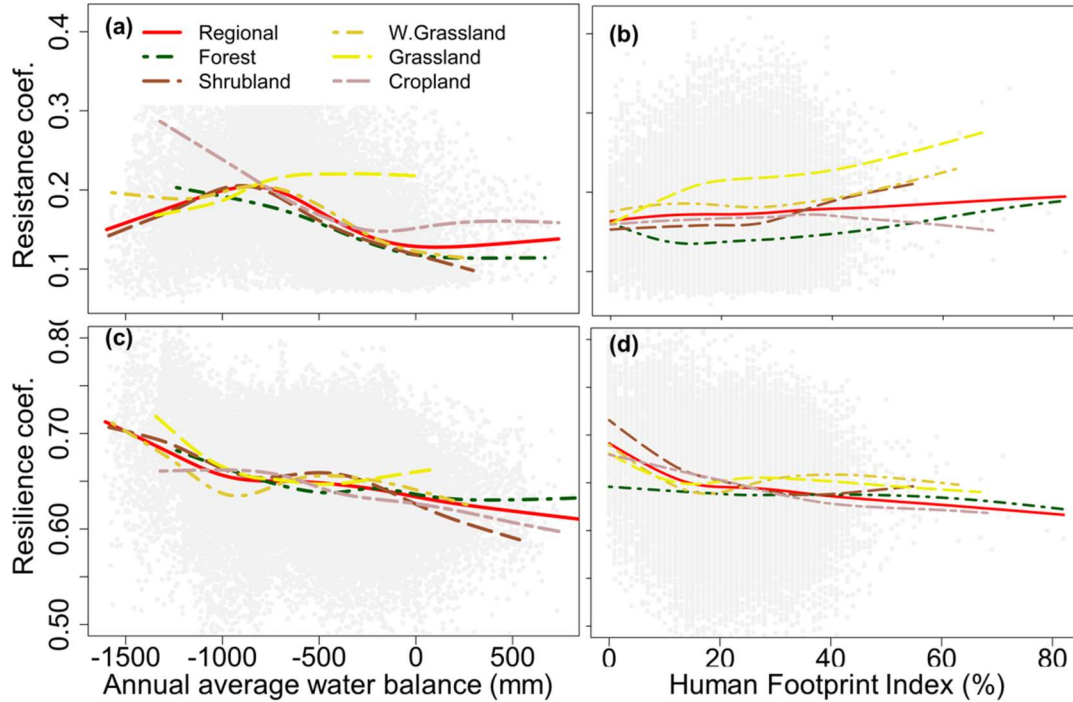 (a)
Regional
W.Grassland
Forest
Grassland
Shrubland
Cropland
(b)
Resistance coef.
0.4
0.3
0.2
0.1
(c)
(d)
Resilience coef.
0.80
0.70
0.60
0.50
-1500 -1000 -500 0 500
0 20 40 60 80
Annual average water balance (mm)
Human Footprint Index (%)